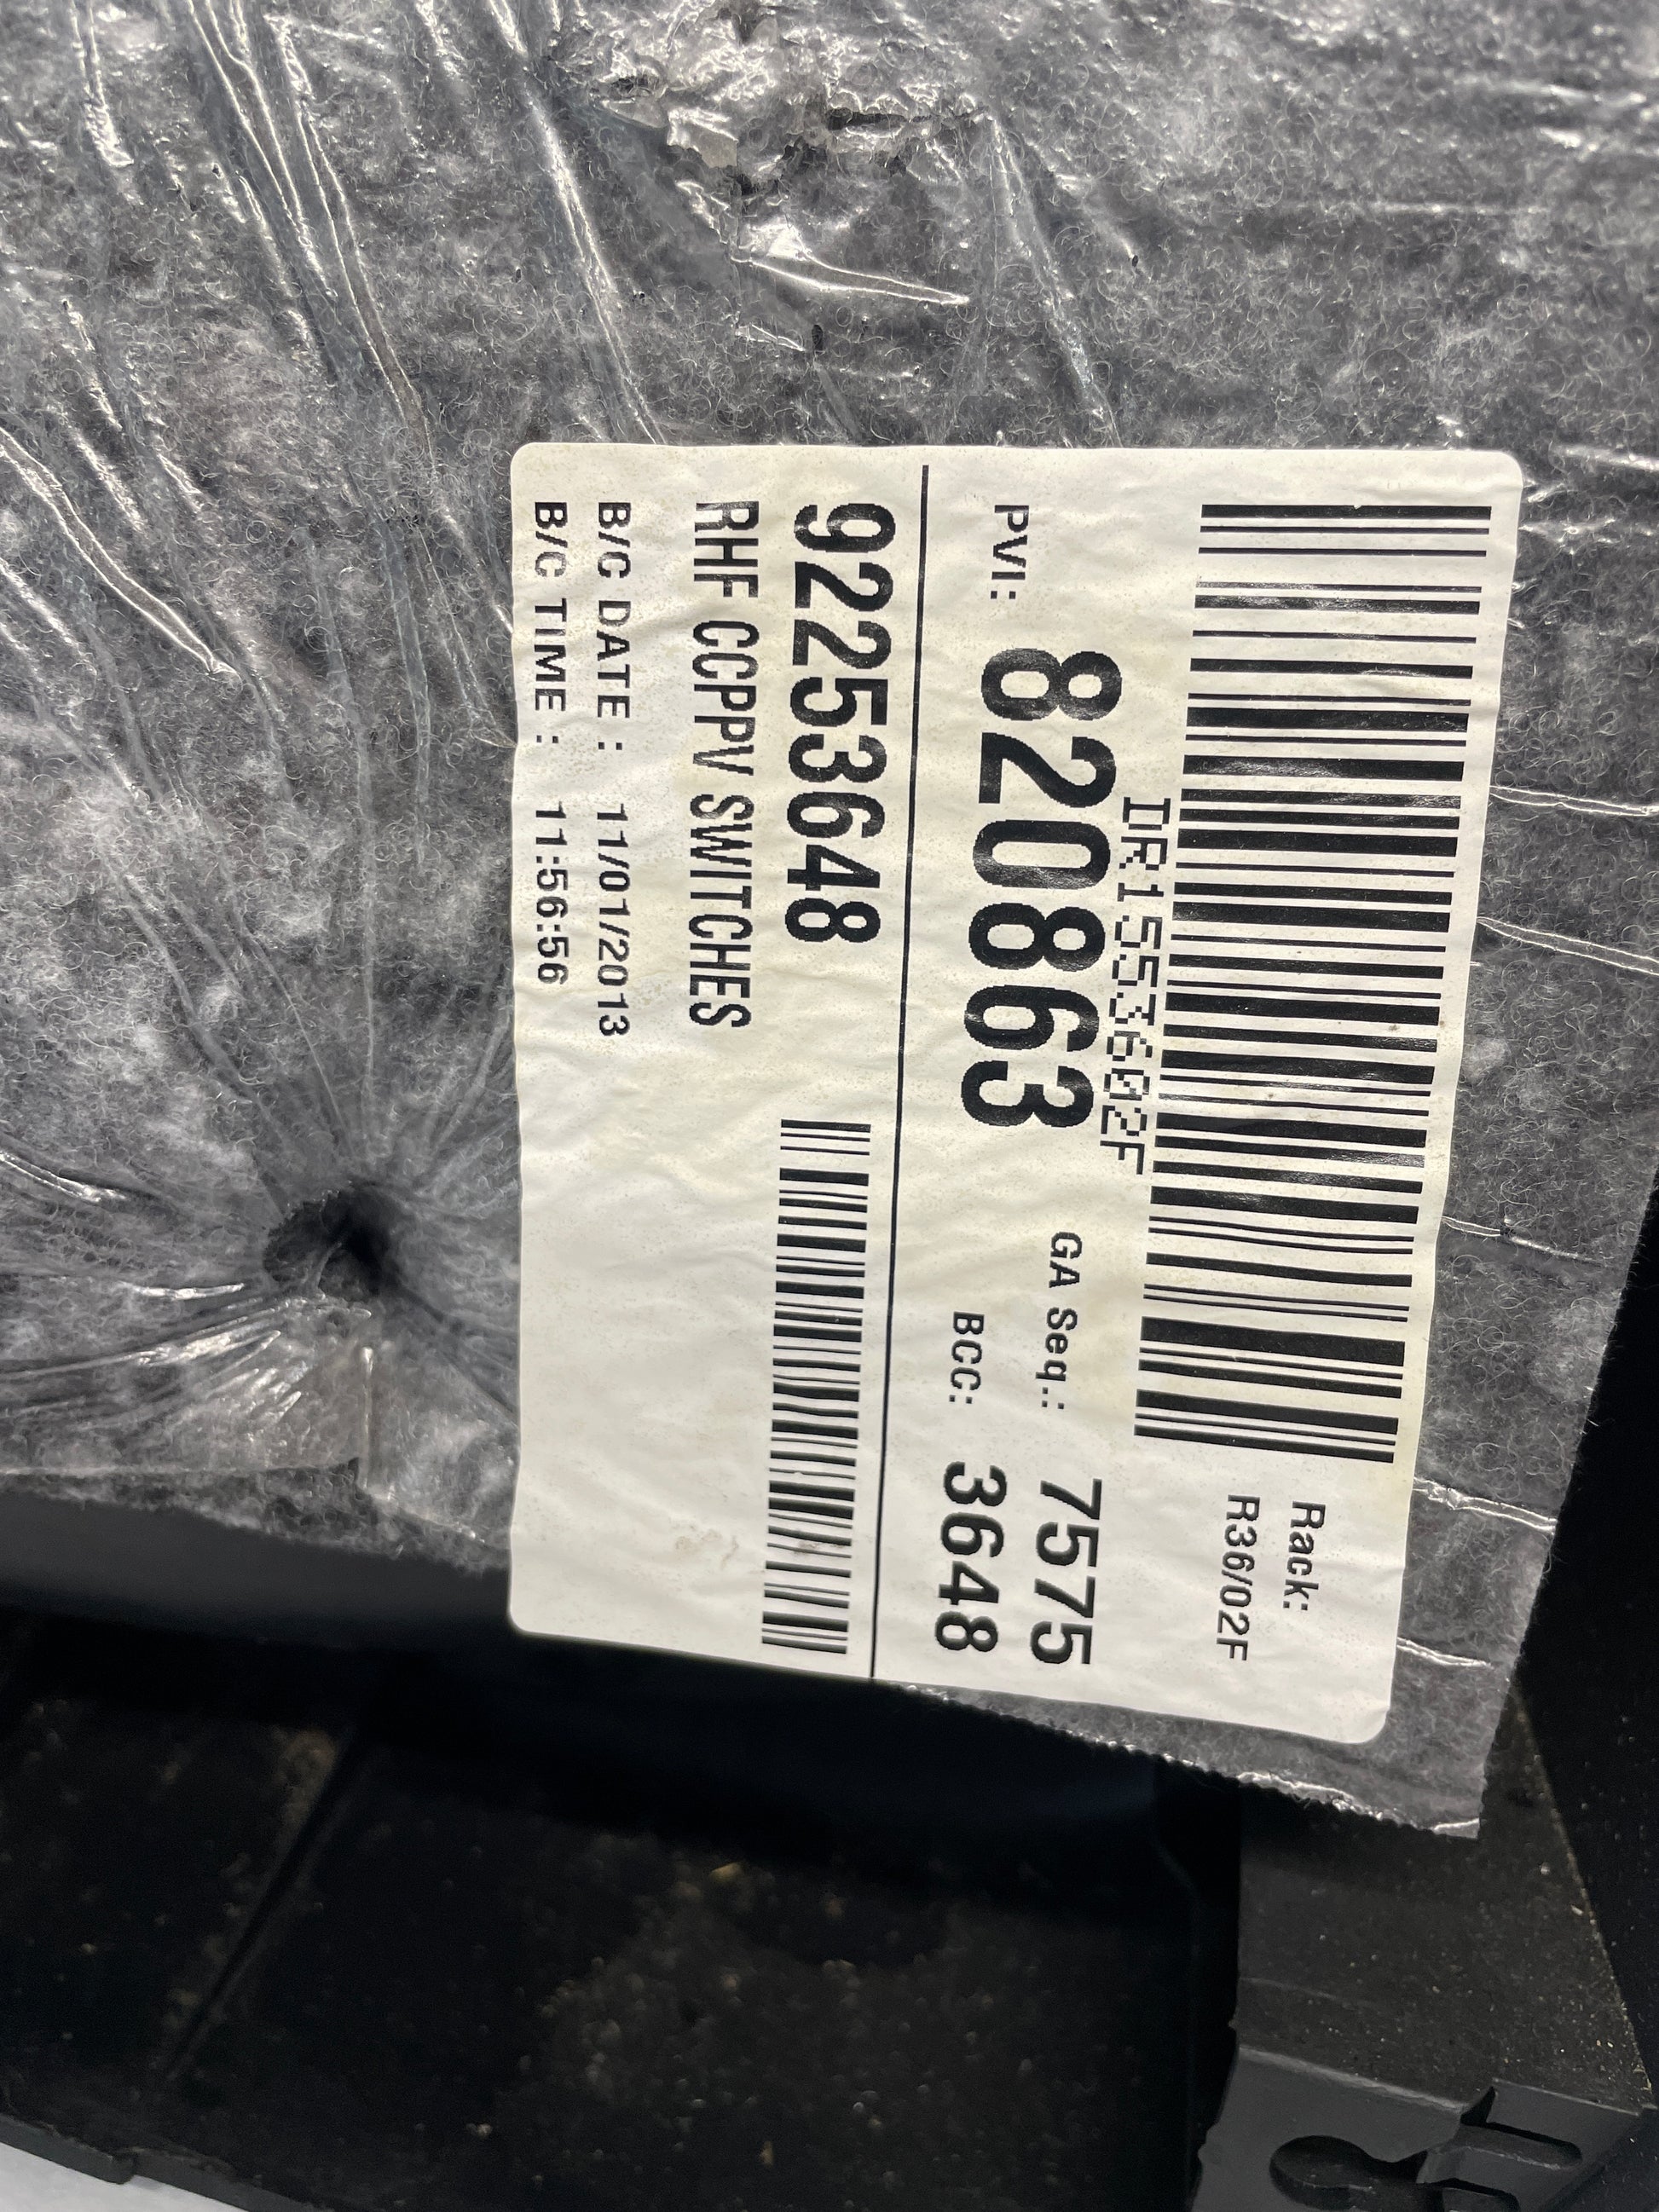 Rack:
R36/02F
DR1553602F
PVI: 820863
GA Seq.: 7575
BCC: 3648
92253648
RHF CCPPV SWITCHES
B/C DATE : 11/01/2013
B/C TIME : 11:56:56